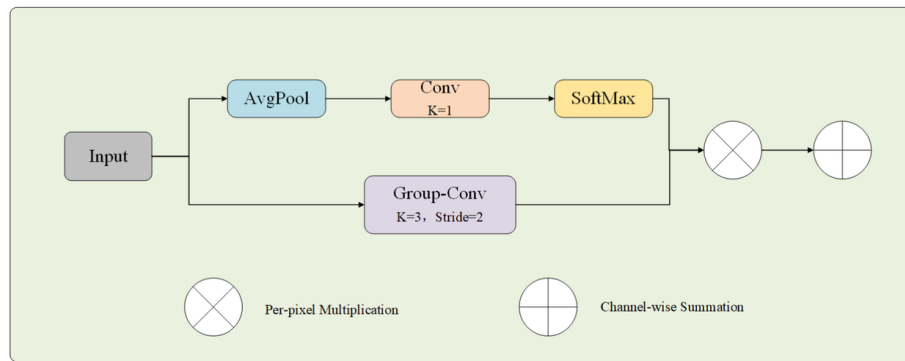 AvgPool
Conv
K=1
SoftMax
Input
Group-Conv
K=3，Stride=2
Per-pixel Multiplication
Channel-wise Summation